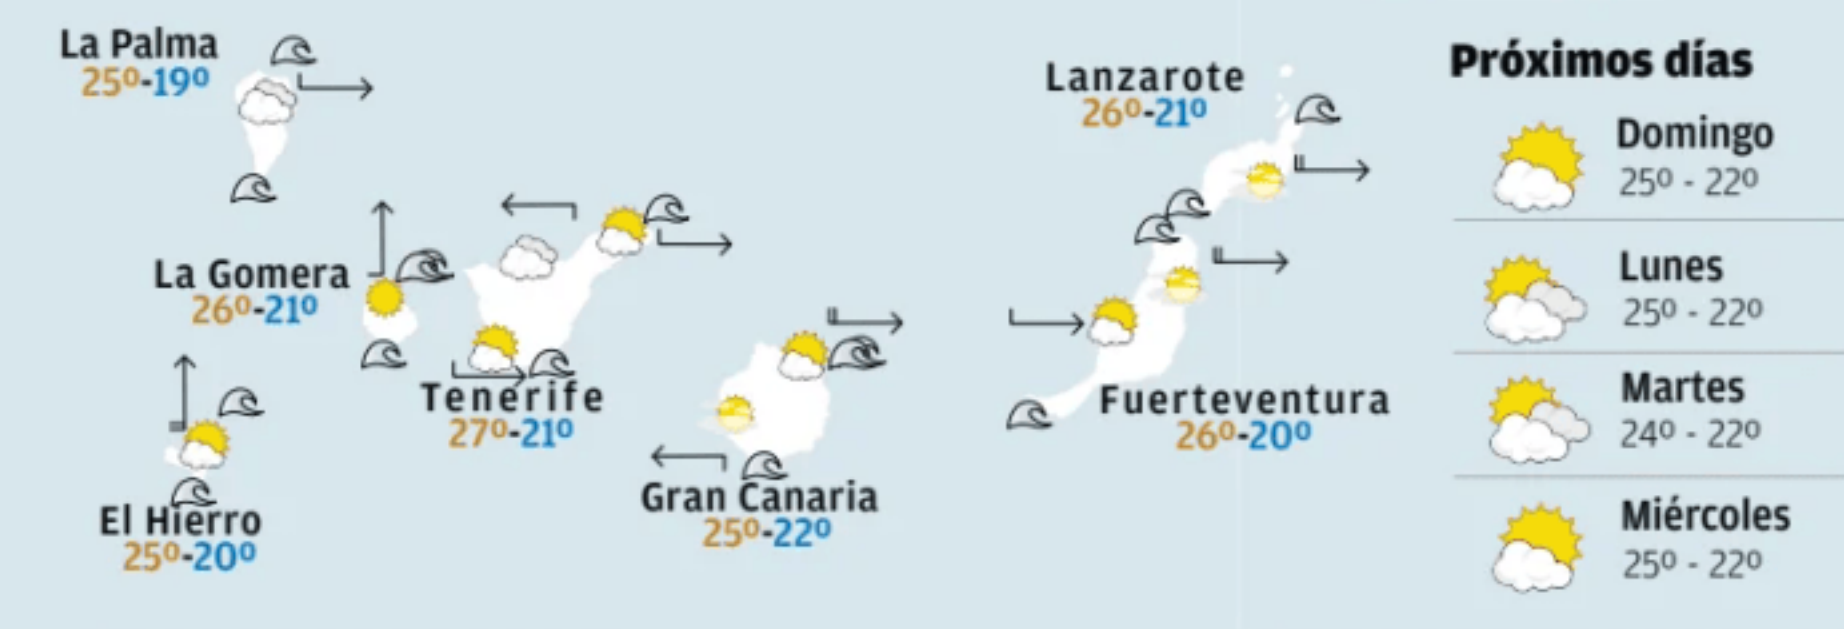 La Palma
25º-19º
La Gomera
26º-21º
El Hierro
25º-20º
Tenerife
27º-21º
Gran Canaria
25º-22º
Lanzarote
26º-21º
Fuerteventura
26º-20º
Próximos días
Domingo
25º - 22º
Lunes
25º - 22º
Martes
24º - 22º
Miércoles
25º - 22º